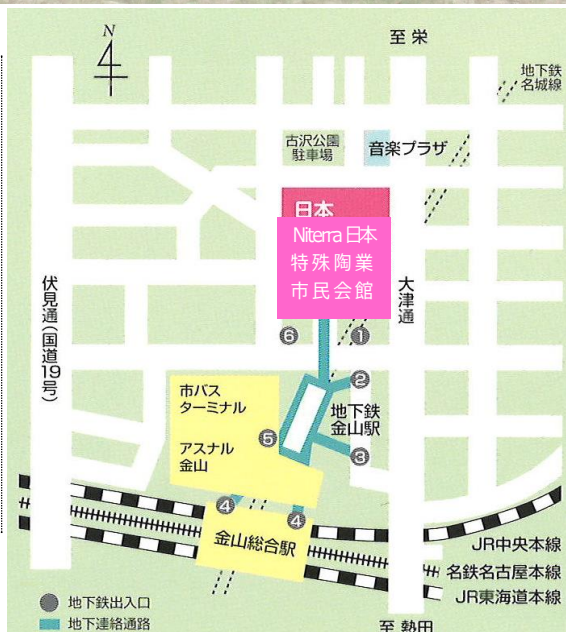 N
至 栄
地下鉄
名城線
古沢公園
駐車場
音楽プラザ
日本
Niterra 日本
特殊陶業
市民会館
伏見通(国道19号)
大津通
⑥
①
②
市バス
ターミナル
地下鉄
金山駅
⑤
③
アスナル
金山
④
④
金山総合駅
JR中央本線
名鉄名古屋本線
JR東海道本線
地下鉄出入口
地下連絡通路
至 熱田